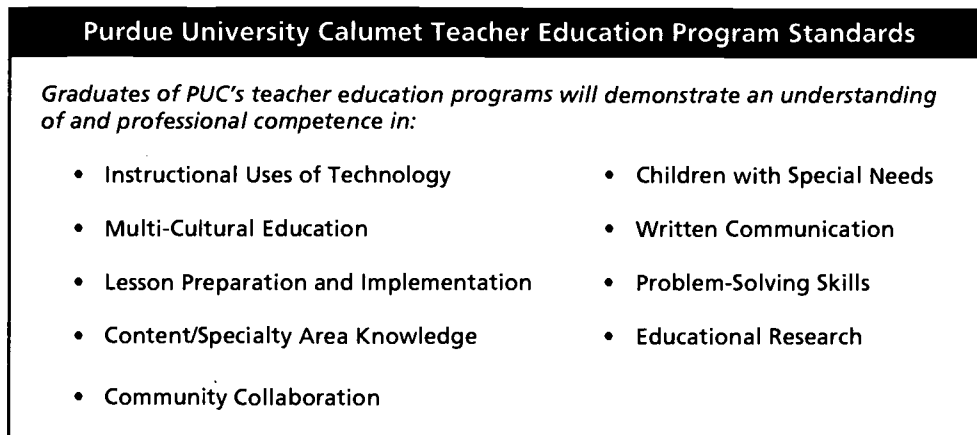 Purdue University Calumet Teacher Education Program Standards
Graduates of PUC's teacher education programs will demonstrate an understanding
of and professional competence in:
• Instructional Uses of Technology
• Multi-Cultural Education
• Lesson Preparation and Implementation
• Content/Specialty Area Knowledge
• Community Collaboration
• Children with Special Needs
• Written Communication
• Problem-Solving Skills
• Educational Research